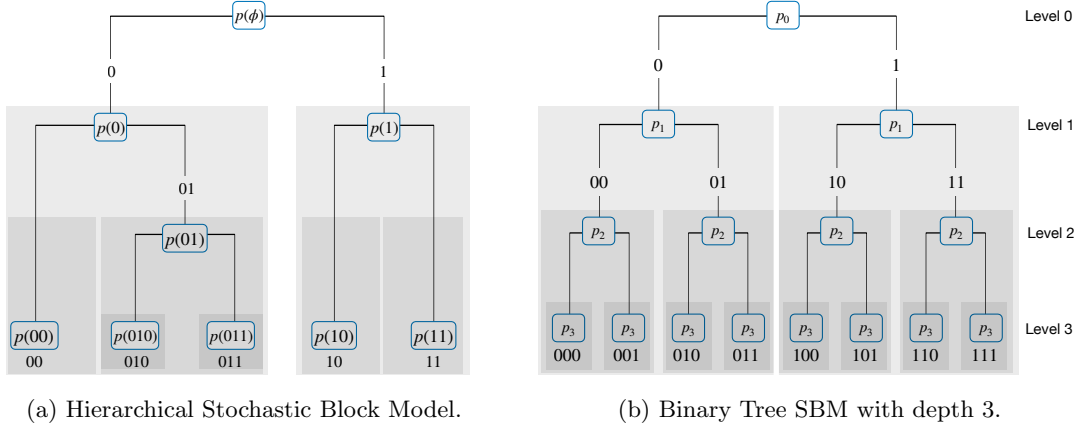 p(ϕ) p₀ Level 0
0 1 0 1
p(0) p(1) p₁ p₁ Level 1
01 00 01 10 11
p(01) p₂ p₂ p₂ p₂ Level 2
p(00) p(010) p(011) p(10) p(11) p₃ p₃ p₃ p₃ p₃ p₃ p₃ p₃ Level 3
00 010 011 10 11 000 001 010 011 100 101 110 111
(a) Hierarchical Stochastic Block Model. (b) Binary Tree SBM with depth 3.